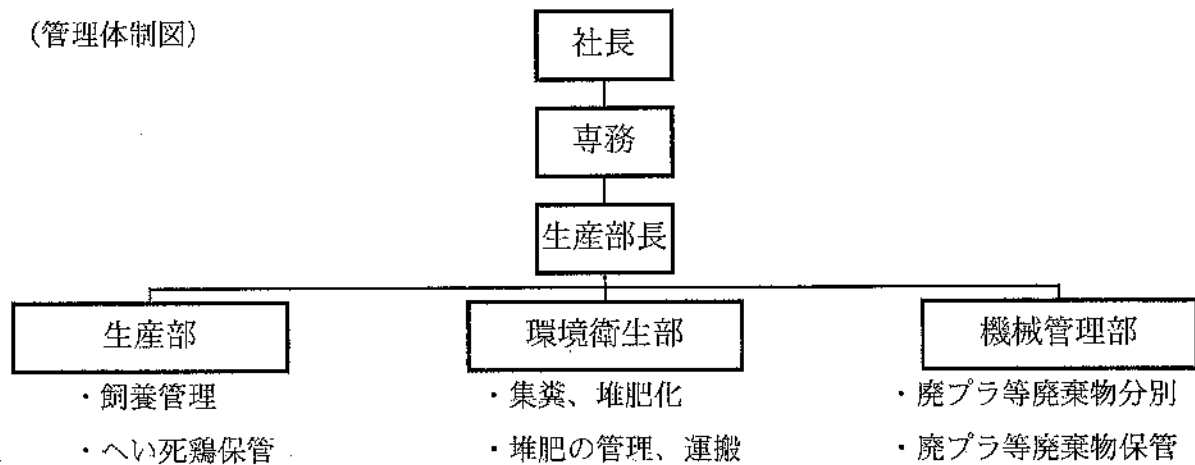 (管理体制図)
社長
専務
生産部長
生産部
環境衛生部
機械管理部
・飼養管理
・へい死鶏保管
・集糞、堆肥化
・堆肥の管理、運搬
・廃プラ等廃棄物分別
・廃プラ等廃棄物保管